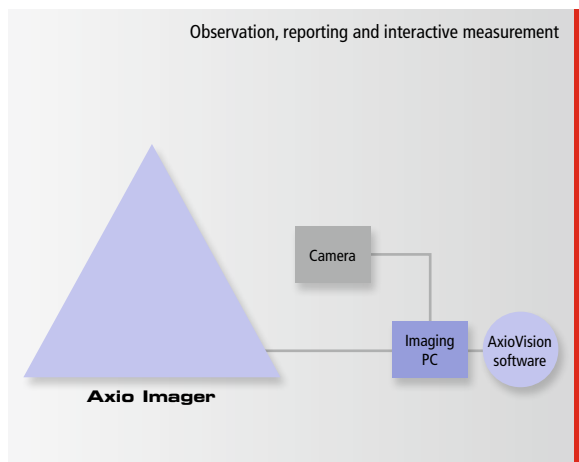 Observation, reporting and interactive measurement
Camera
Imaging
PC
AxioVision
software
Axio Imager